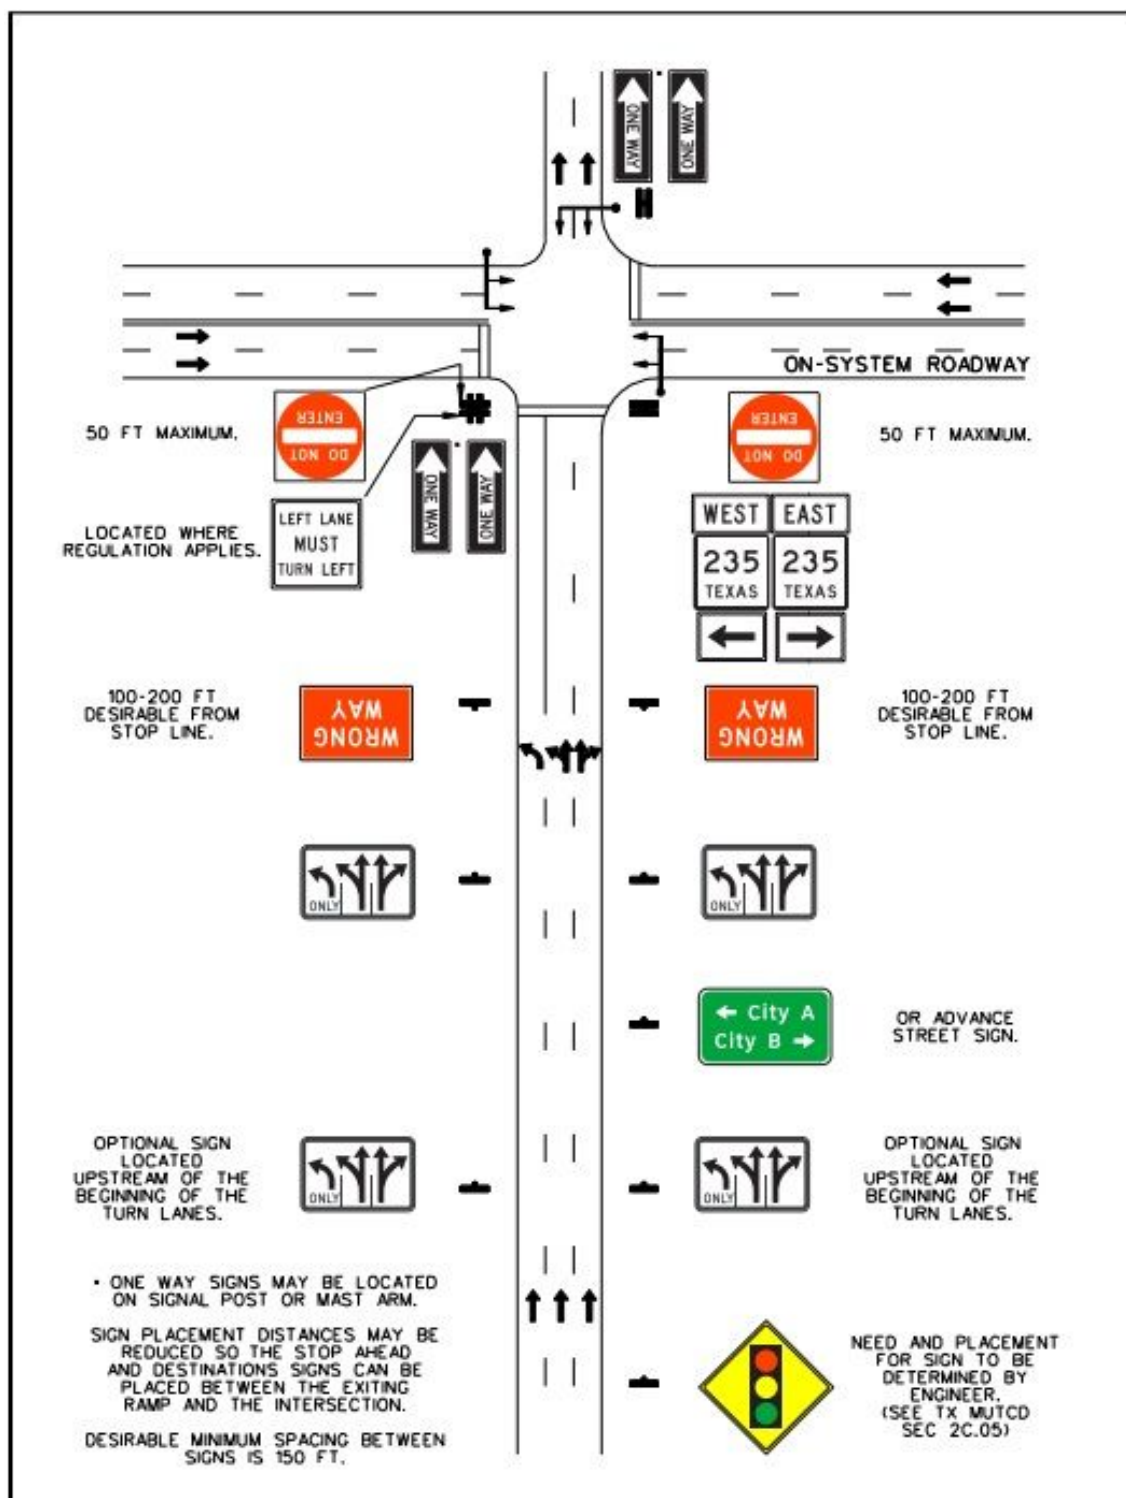 ONE WAY
ONE WAY
ON-SYSTEM ROADWAY
DO NOT
ENTER
50 FT MAXIMUM.
DO NOT
ENTER
50 FT MAXIMUM.
ONE WAY
ONE WAY
LOCATED WHERE
REGULATION APPLIES.
LEFT LANE
MUST
TURN LEFT
WEST EAST
235 235
TEXAS TEXAS
100-200 FT
DESIRABLE FROM
STOP LINE.
WRONG
WAY
WRONG
WAY
100-200 FT
DESIRABLE FROM
STOP LINE.
ONLY
ONLY
← City A
City B →
OR ADVANCE
STREET SIGN.
OPTIONAL SIGN
LOCATED
UPSTREAM OF THE
BEGINNING OF THE
TURN LANES.
ONLY
ONLY
OPTIONAL SIGN
LOCATED
UPSTREAM OF THE
BEGINNING OF THE
TURN LANES.
• ONE WAY SIGNS MAY BE LOCATED
ON SIGNAL POST OR MAST ARM.
SIGN PLACEMENT DISTANCES MAY BE
REDUCED SO THE STOP AHEAD
AND DESTINATIONS SIGNS CAN BE
PLACED BETWEEN THE EXITING
RAMP AND THE INTERSECTION.
DESIRABLE MINIMUM SPACING BETWEEN
SIGNS IS 150 FT.
NEED AND PLACEMENT
FOR SIGN TO BE
DETERMINED BY
ENGINEER.
(SEE TX MUTCD
SEC 2C.05)